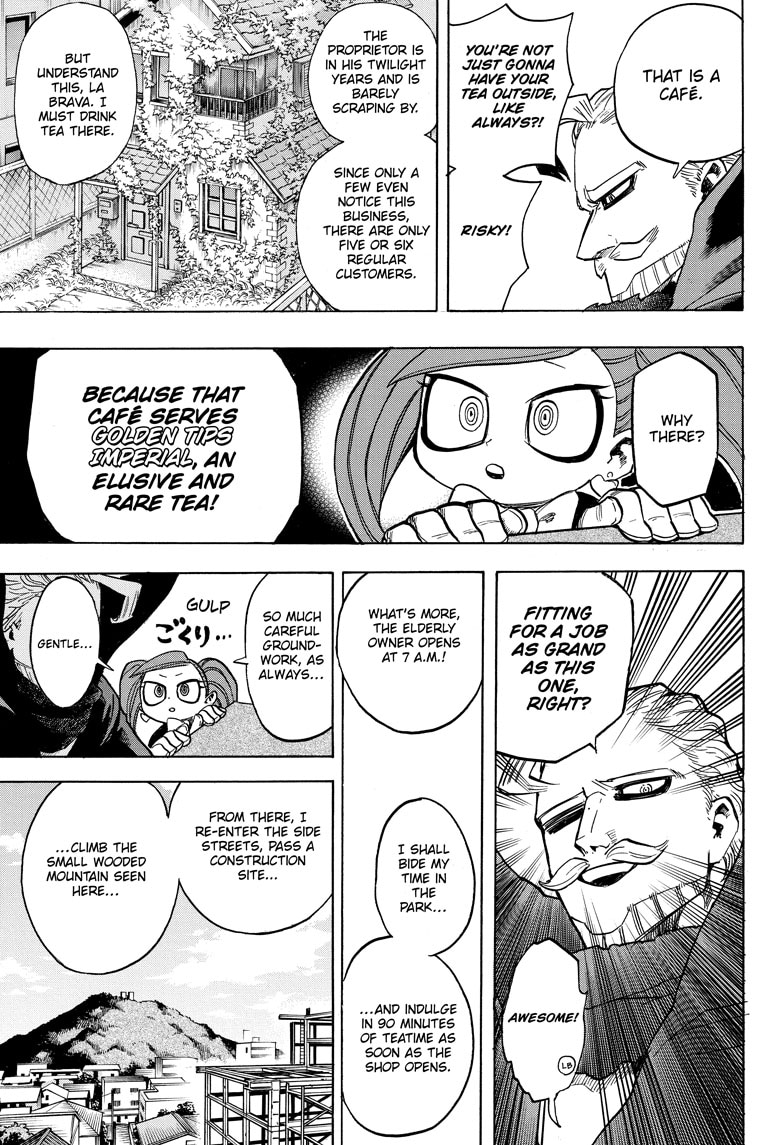 THAT IS A
CAFÉ.
YOU'RE NOT
JUST GONNA
HAVE YOUR
TEA OUTSIDE,
LIKE
ALWAYS?!
RISKY!
THE
PROPRIETOR IS
IN HIS TWILIGHT
YEARS AND IS
BARELY
SCRAPING BY.
SINCE ONLY A
FEW EVEN
NOTICE THIS
BUSINESS,
THERE ARE ONLY
FIVE OR SIX
REGULAR
CUSTOMERS.
BUT
UNDERSTAND
THIS, LA
BRAVA. I
MUST DRINK
TEA THERE.
WHY
THERE?
BECAUSE THAT
CAFÉ SERVES
GOLDEN TIPS
IMPERIAL, AN
ELUSIVE AND
RARE TEA!
FITTING
FOR A JOB
AS GRAND
AS THIS
ONE,
RIGHT?
AWESOME!
LB
WHAT'S MORE,
THE ELDERLY
OWNER OPENS
AT 7 A.M.!
I SHALL
BIDE MY
TIME IN
THE
PARK...
...AND INDULGE
IN 90 MINUTES
OF TEATIME AS
SOON AS THE
SHOP OPENS.
SO MUCH
CAREFUL
GROUND-
WORK, AS
ALWAYS...
GULP
ごくり...
GENTLE...
FROM THERE, I
RE-ENTER THE SIDE
STREETS, PASS A
CONSTRUCTION
SITE...
...CLIMB THE
SMALL WOODED
MOUNTAIN SEEN
HERE...